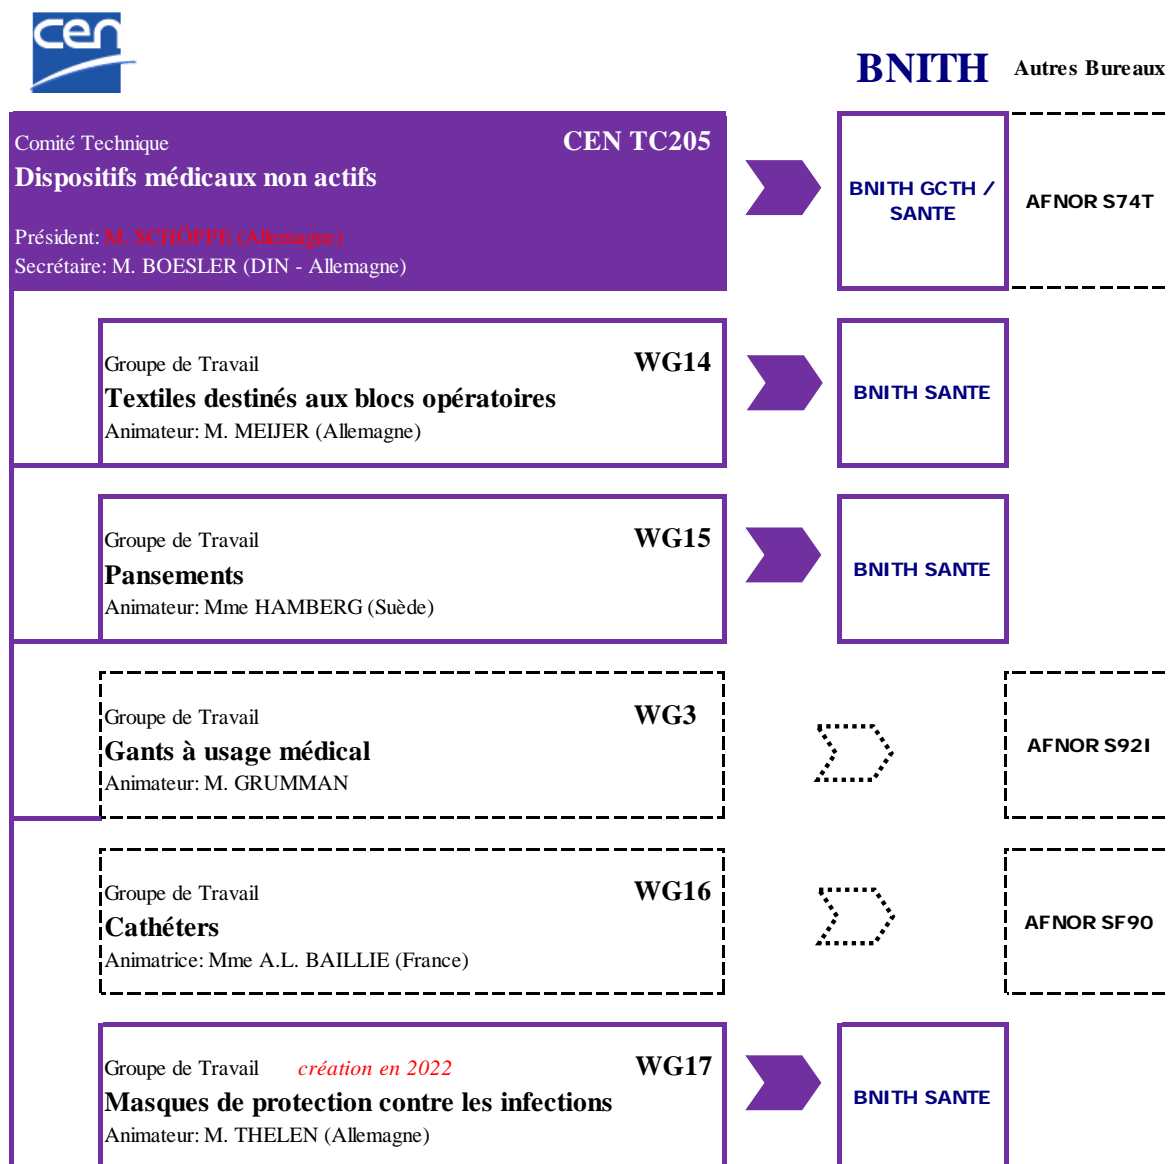 cen
BNITH Autres Bureaux
Comité Technique CEN TC205
Dispositifs médicaux non actifs
Président: M. SCHÖPPE (Allemagne)
Secrétaire: M. BOESLER (DIN - Allemagne)
BNITH GCTH /
SANTE
AFNOR S74T
Groupe de Travail WG14
Textiles destinés aux blocs opératoires
Animateur: M. MEIJER (Allemagne)
BNITH SANTE
Groupe de Travail WG15
Pansements
Animateur: Mme HAMBERG (Suède)
BNITH SANTE
Groupe de Travail WG3
Gants à usage médical
Animateur: M. GRUMMAN
AFNOR S92I
Groupe de Travail WG16
Cathéters
Animatrice: Mme A.L. BAILLIE (France)
AFNOR SF90
Groupe de Travail création en 2022 WG17
Masques de protection contre les infections
Animateur: M. THELEN (Allemagne)
BNITH SANTE